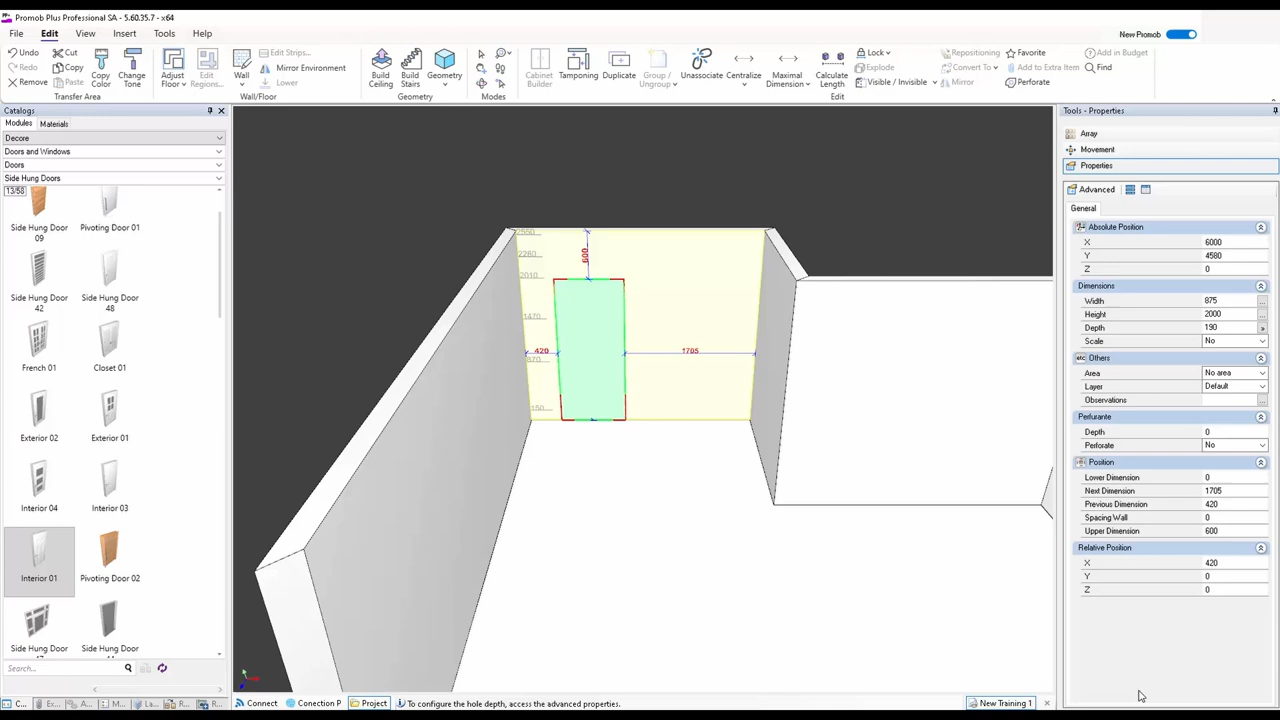 Promob Plus Professional SA - 5.60.35.7 - x64
File Edit View Insert Tools Help
New Promob
Undo
Redo
Remove
Cut
Copy
Paste
Copy Color
Change Tone
Transfer Area
Adjust Floor
Edit Regions...
Wall
Edit Strips...
Mirror Environment
Lower
Wall/Floor
Build Ceiling
Build Stairs
Geometry
Geometry
Modes
Cabinet Builder
Tamponing
Duplicate
Group / Ungroup
Unassociate
Centralize
Maximal Dimension
Calculate Length
Edit
Lock
Explode
Visible / Invisible
Repositioning
Convert To
Mirror
Favorite
Add to Extra Item
Perforate
Add in Budget
Find
Catalogs
Modules Materials
Decore
Doors and Windows
Doors
Side Hung Doors
13/58
Side Hung Door 09
Pivoting Door 01
Side Hung Door 42
Side Hung Door 48
French 01
Closet 01
Exterior 02
Exterior 01
Interior 04
Interior 03
Interior 01
Pivoting Door 02
Side Hung Door
Side Hung Door
Search...
C... Ex... A... M... La... R... R...
2550
2280
2010
1470
870
150
600
420
1705
Connect
Conection P
Project
To configure the hole depth, access the advanced properties.
New Training 1
Tools - Properties
Array
Movement
Properties
Advanced
General
Absolute Position
X 6000
Y 4580
Z 0
Dimensions
Width 875
Height 2000
Depth 190
Scale No
Others
Area No area
Layer Default
Observations
Perfurante
Depth 0
Perforate No
Position
Lower Dimension 0
Next Dimension 1705
Previous Dimension 420
Spacing Wall 0
Upper Dimension 600
Relative Position
X 420
Y 0
Z 0